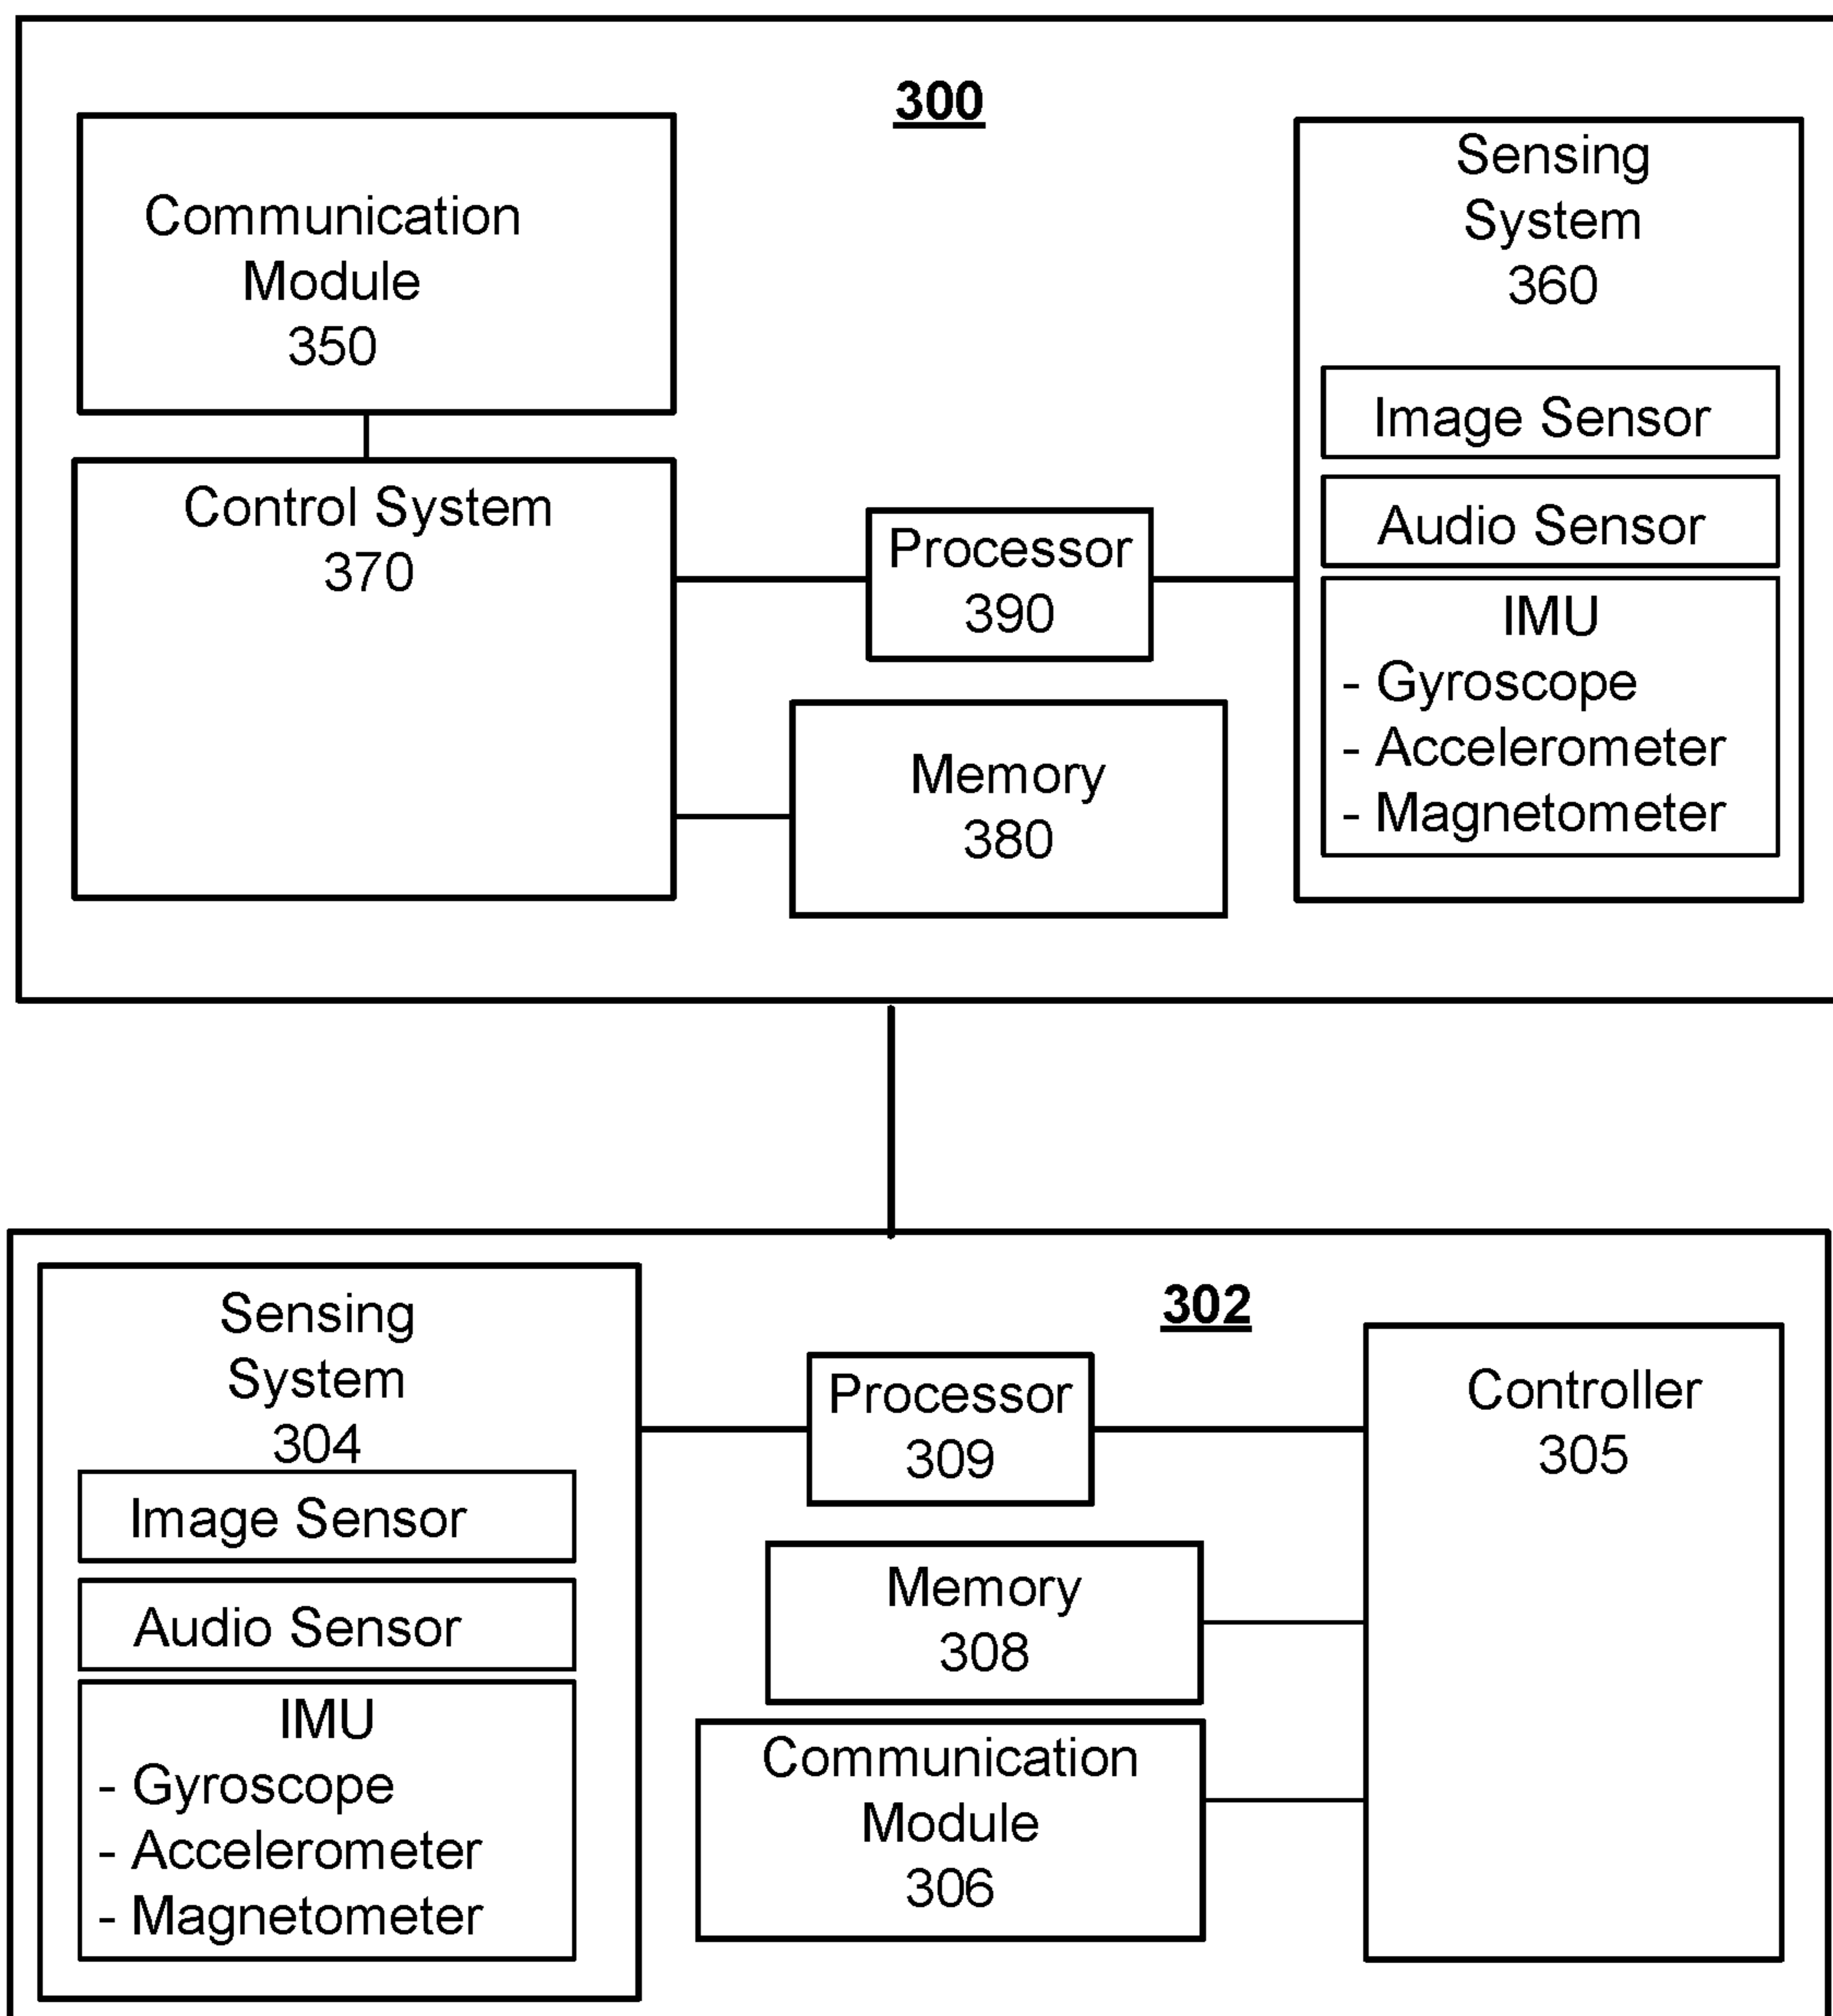 300
Communication
Module
350
Sensing
System
360
Image Sensor
Audio Sensor
IMU
- Gyroscope
- Accelerometer
- Magnetometer
Control System
370
Processor
390
Memory
380
302
Sensing
System
304
Image Sensor
Audio Sensor
IMU
- Gyroscope
- Accelerometer
- Magnetometer
Processor
309
Memory
308
Communication
Module
306
Controller
305